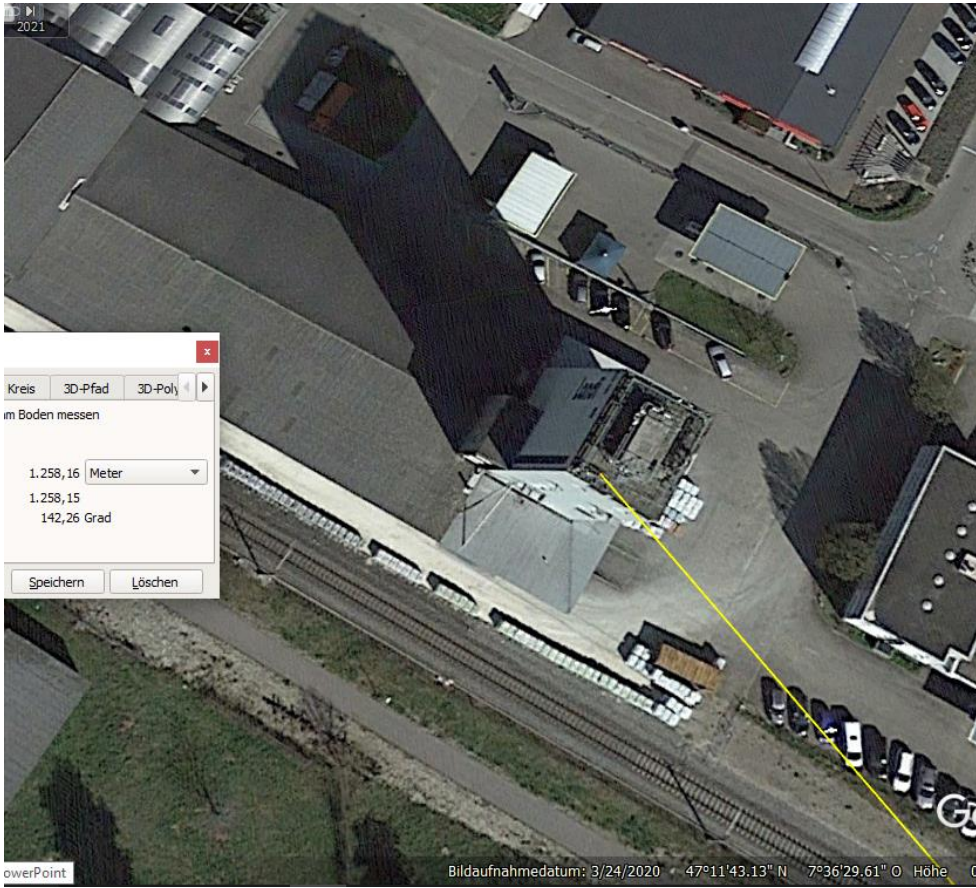 2021
Kreis 3D-Pfad 3D-Poly
am Boden messen
1.258,16 Meter
1.258,15
142,26 Grad
Speichern Löschen
owerPoint
Bildaufnahmedatum: 3/24/2020 47°11'43.13" N 7°36'29.61" O Höhe